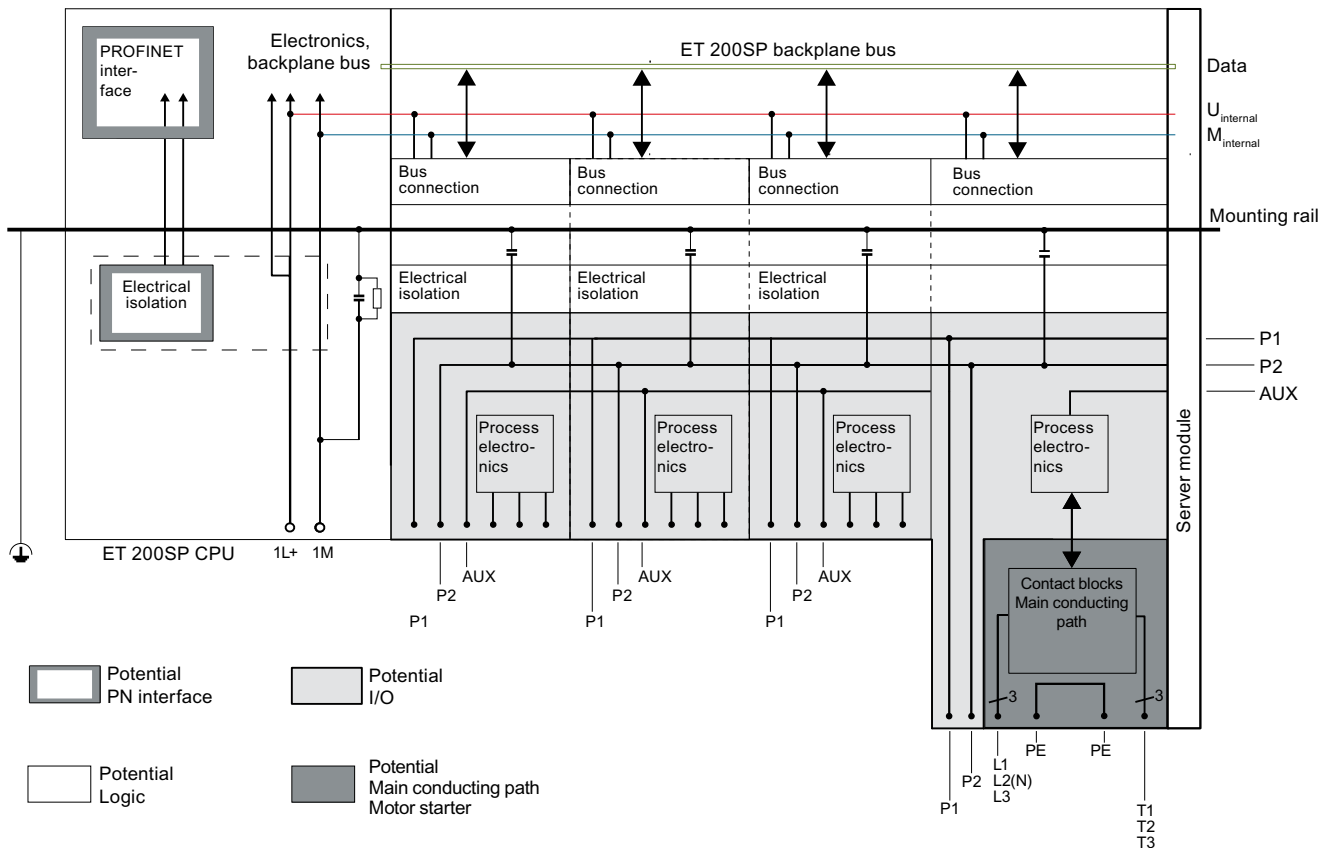 PROFINET
inter-
face
Electronics,
backplane bus
ET 200SP backplane bus
Data
U internal
M internal
Bus
connection
Bus
connection
Bus
connection
Bus
connection
Mounting rail
Electrical
isolation
Electrical
isolation
Electrical
isolation
Electrical
isolation
P1
P2
AUX
Process
electro-
nics
Process
electro-
nics
Process
electro-
nics
Process
electro-
nics
Server module
ET 200SP CPU
1L+
1M
AUX
P2
P1
AUX
P2
P1
AUX
P2
P1
Contact blocks
Main conducting
path
3
3
P1
P2
L1
L2(N)
L3
PE
PE
T1
T2
T3
Potential
PN interface
Potential
I/O
Potential
Logic
Potential
Main conducting path
Motor starter